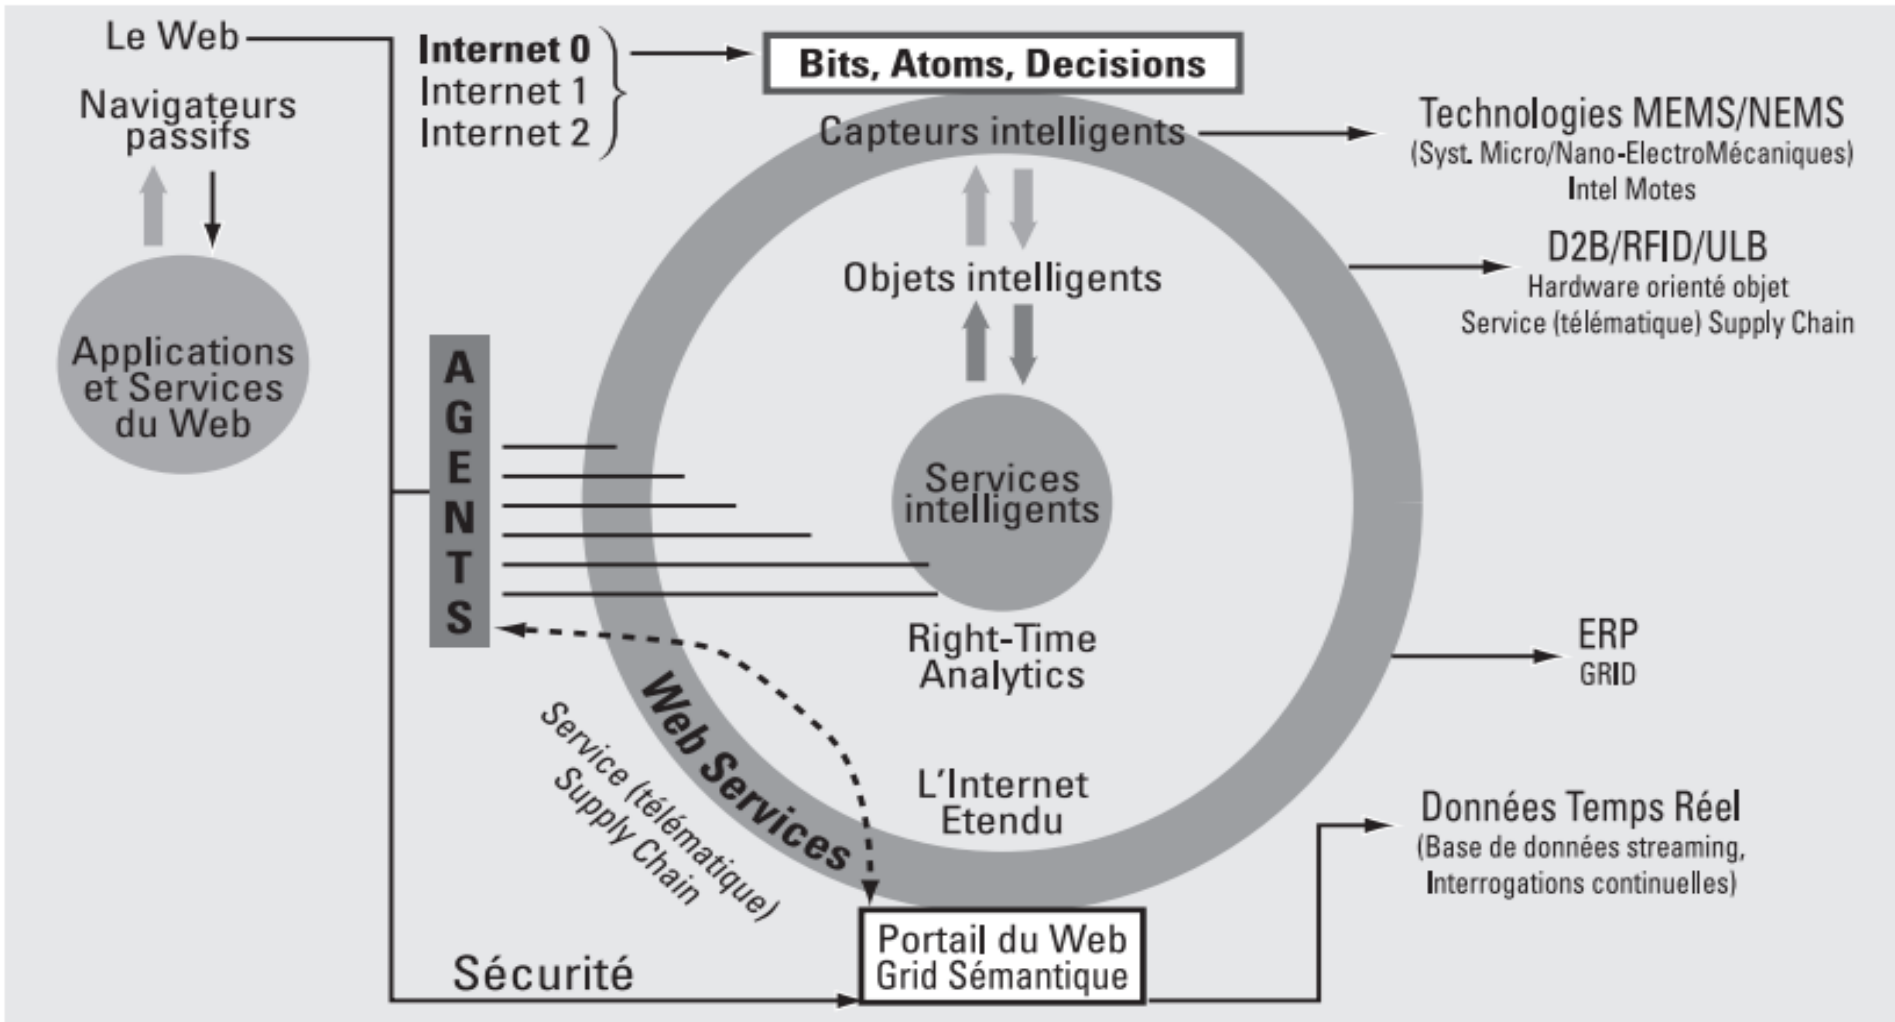 Le Web
Navigateurs
passifs
Applications
et Services
du Web
Internet 0
Internet 1
Internet 2
Bits, Atoms, Decisions
Capteurs intelligents
Objets intelligents
Services
intelligents
Right-Time
Analytics
L'Internet
Etendu
AGENTS
Web Services
Service (télématique)
Supply Chain
Sécurité
Portail du Web
Grid Sémantique
Technologies MEMS/NEMS
(Syst. Micro/Nano-ElectroMécaniques)
Intel Motes
D2B/RFID/ULB
Hardware orienté objet
Service (télématique) Supply Chain
ERP
GRID
Données Temps Réel
(Base de données streaming,
Interrogations continuelles)